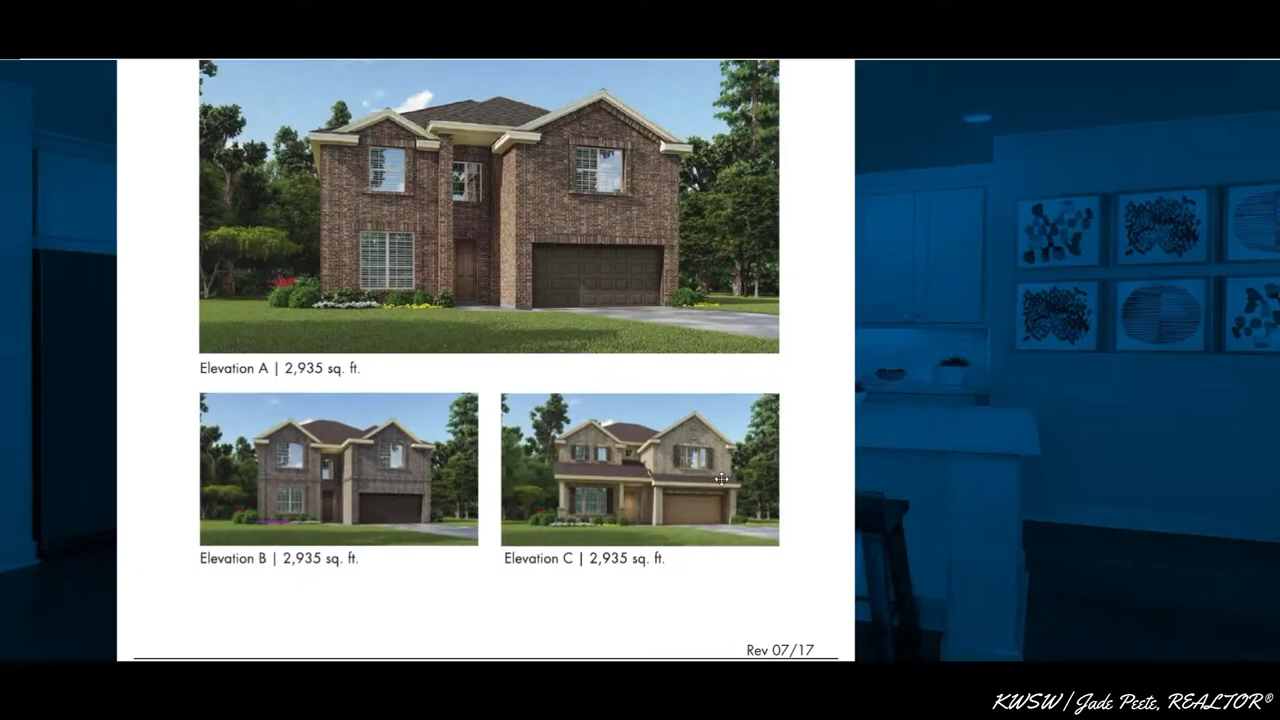 Elevation A | 2,935 sq. ft.
Elevation B | 2,935 sq. ft.
Elevation C | 2,935 sq. ft.
Rev 07/17
KWSW / Jade Peete, REALTOR®